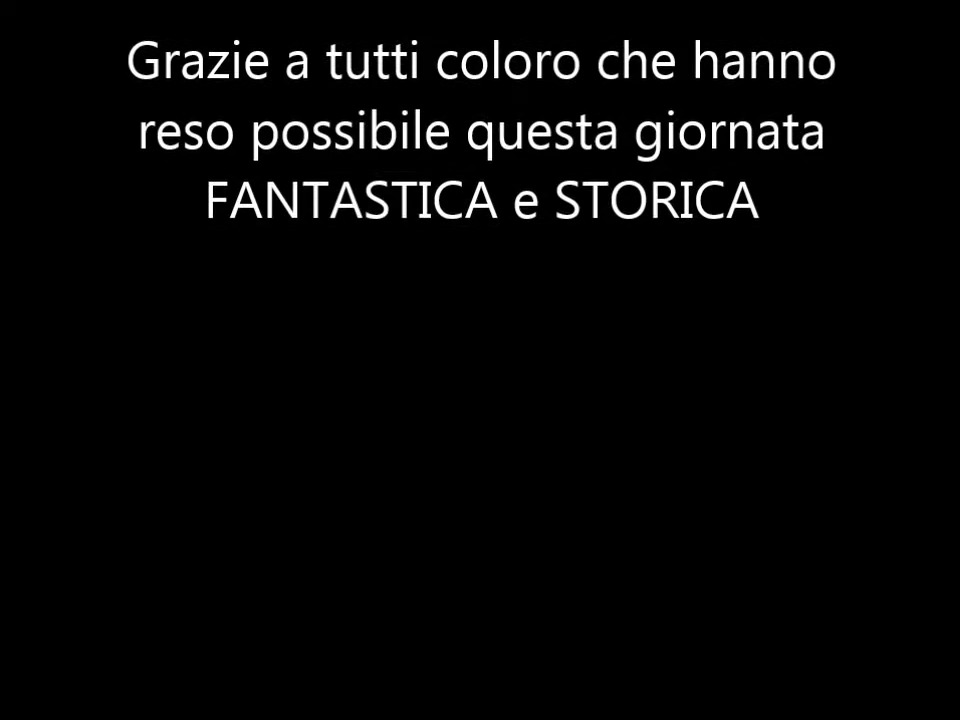 Grazie a tutti coloro che hanno
reso possibile questa giornata
FANTASTICA e STORICA